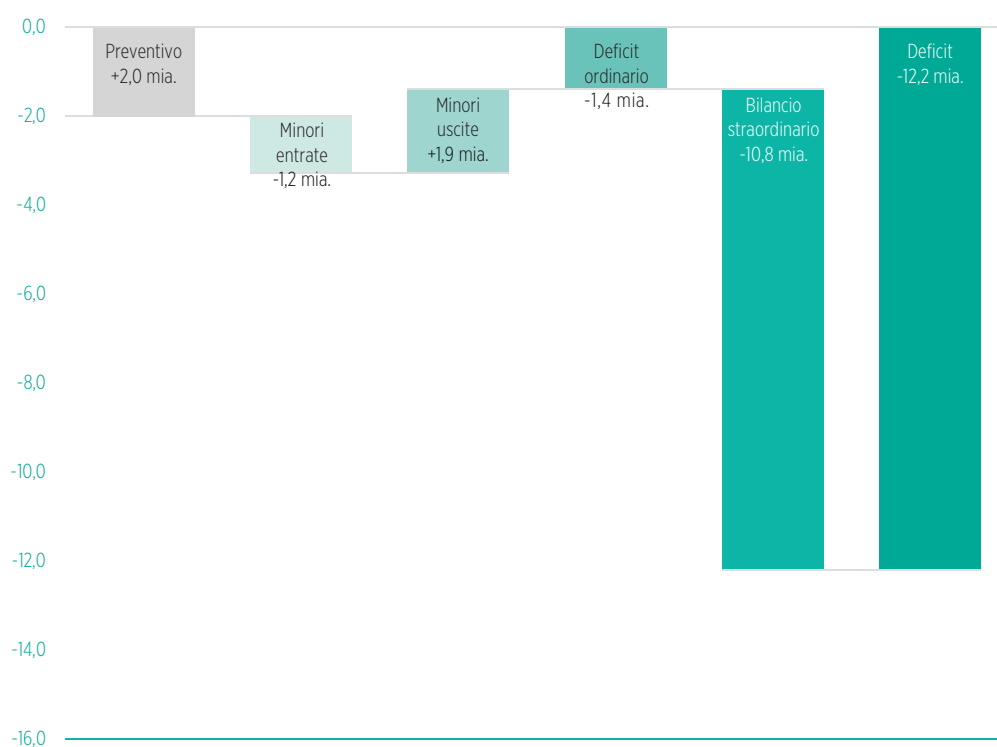 0,0
-2,0
-4,0
-6,0
-8,0
-10,0
-12,0
-14,0
-16,0
Preventivo
+2,0 mia.
Minori
entrate
-1,2 mia.
Minori
uscite
+1,9 mia.
Deficit
ordinario
-1,4 mia.
Bilancio
straordinario
-10,8 mia.
Deficit
-12,2 mia.